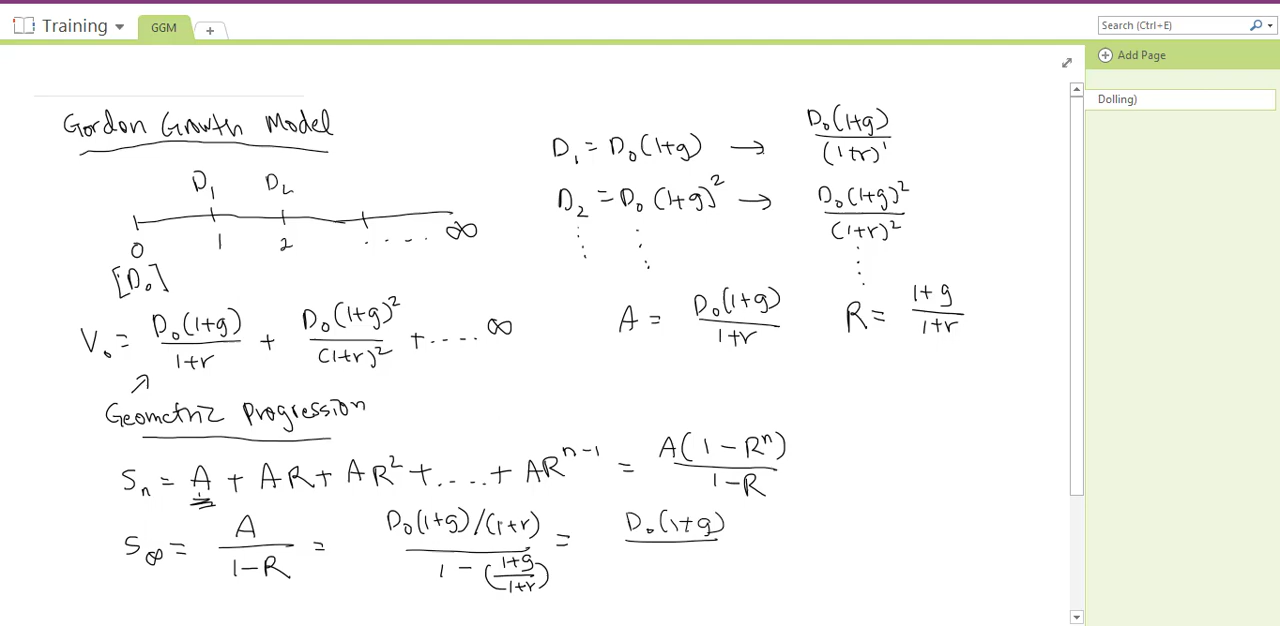 Training
GGM
Search (Ctrl+E)
Add Page
Dolling)
Gordon Growth Model
D₁ D₂
0 1 2 ..... ∞
[D₀]
D₁ = D₀(1+g) → D₀(1+g)/(1+r)¹
D₂ = D₀(1+g)² → D₀(1+g)²/(1+r)²
A = D₀(1+g)/1+r R = 1+g/1+r
V₀ = D₀(1+g)/1+r + D₀(1+g)²/(1+r)² + .... ∞
Geometric Progression
Sₙ = A + AR + AR² + .... + ARⁿ⁻¹ = A(1-Rⁿ)/1-R
S∞ = A/1-R = D₀(1+g)/(1+r)/1-(1+g/1+r) = D₀(1+g)